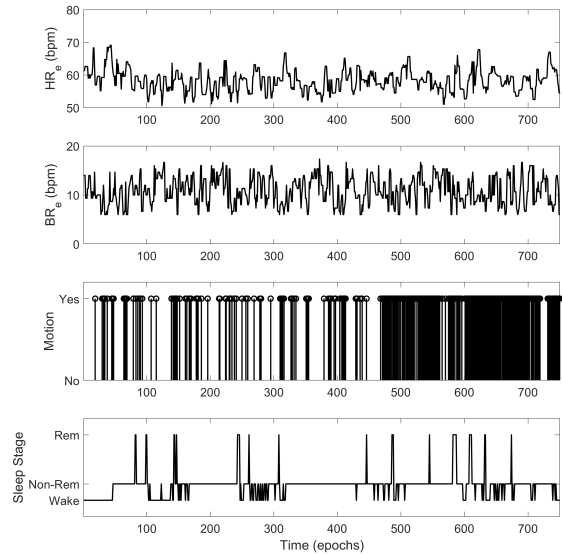 80
70
60
50
HR_e (bpm)
100 200 300 400 500 600 700
20
10
0
BR_e (bpm)
100 200 300 400 500 600 700
Yes
No
Motion
100 200 300 400 500 600 700
Rem
Non-Rem
Wake
Sleep Stage
100 200 300 400 500 600 700
Time (epochs)